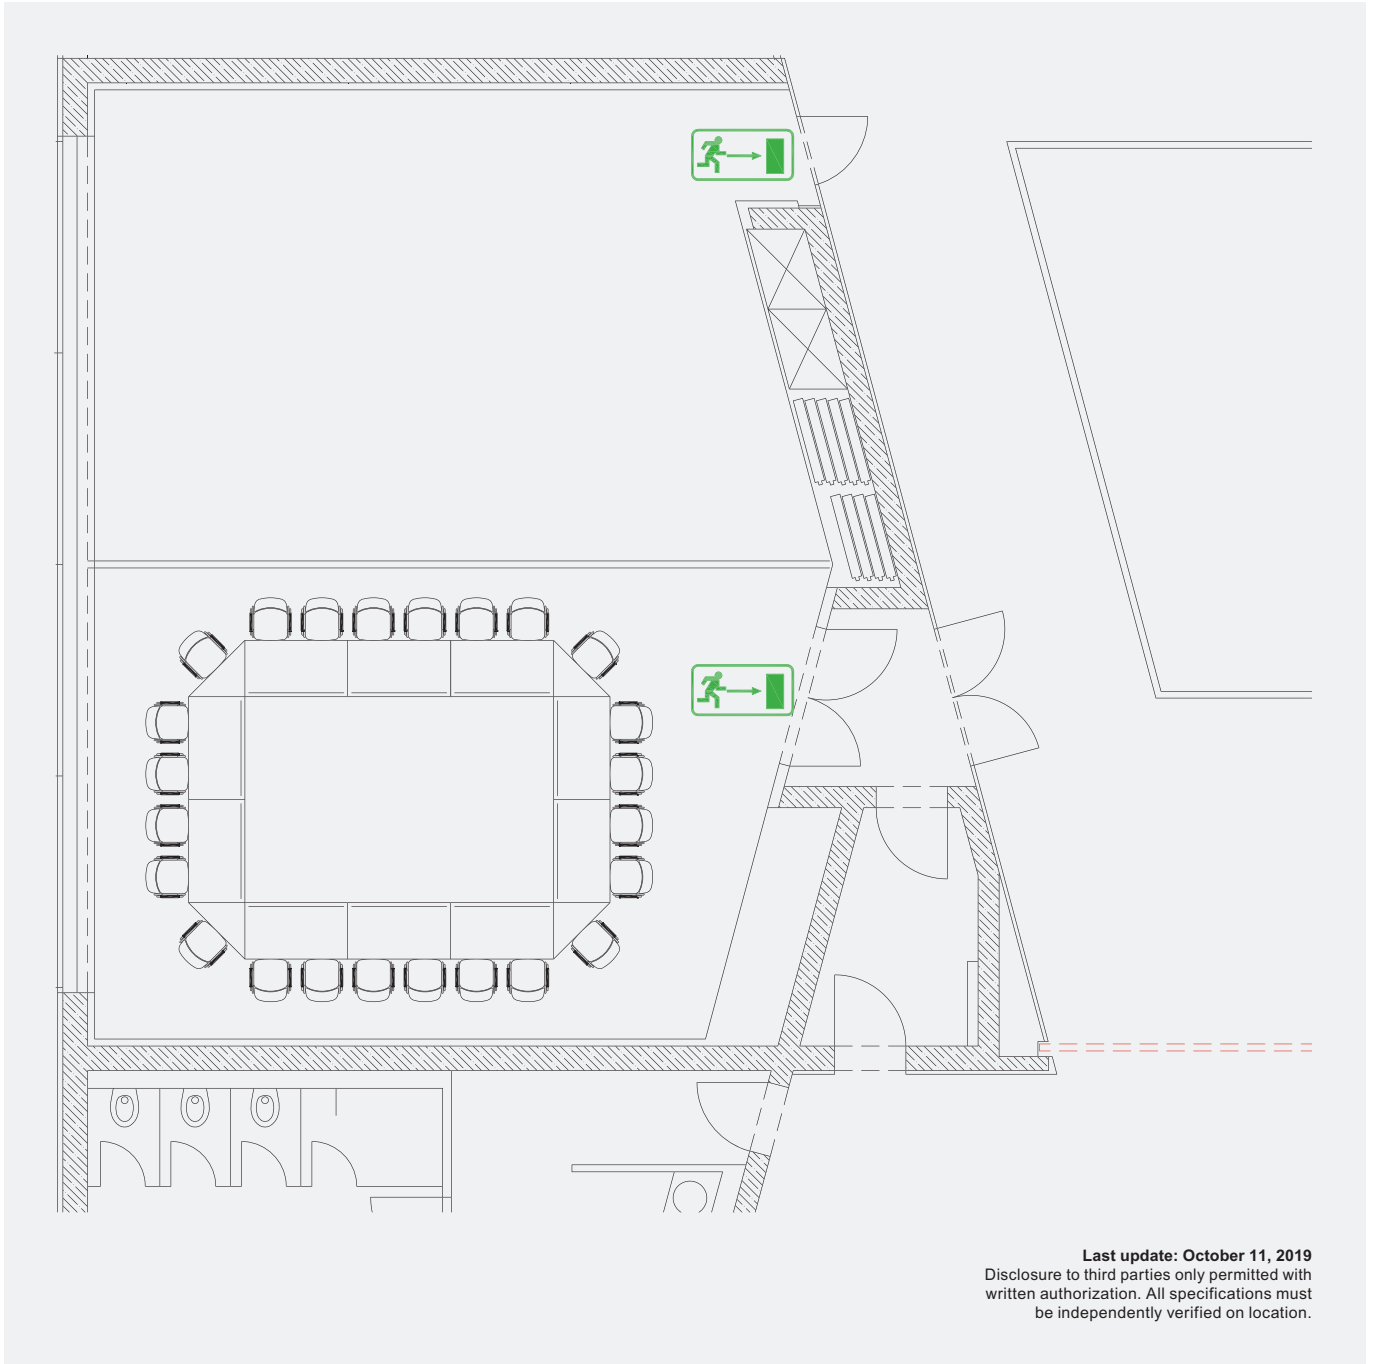 Last update: October 11, 2019
Disclosure to third parties only permitted with
written authorization. All specifications must
be independently verified on location.